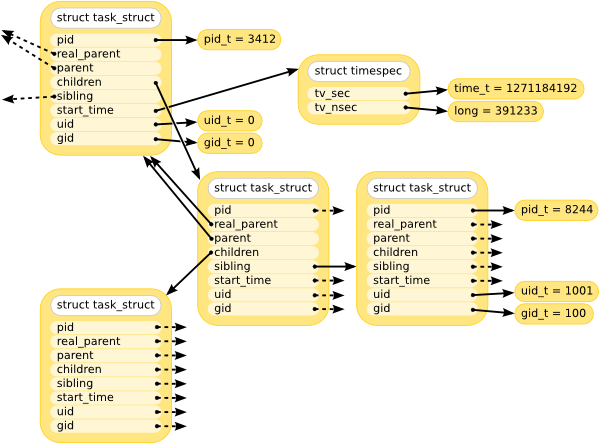 struct task_struct
pid
real_parent
parent
children
sibling
start_time
uid
gid
pid_t = 3412
struct timespec
tv_sec
tv_nsec
time_t = 1271184192
long = 391233
uid_t = 0
gid_t = 0
struct task_struct
pid
real_parent
parent
children
sibling
start_time
uid
gid
struct task_struct
pid
real_parent
parent
children
sibling
start_time
uid
gid
pid_t = 8244
uid_t = 1001
gid_t = 100
struct task_struct
pid
real_parent
parent
children
sibling
start_time
uid
gid